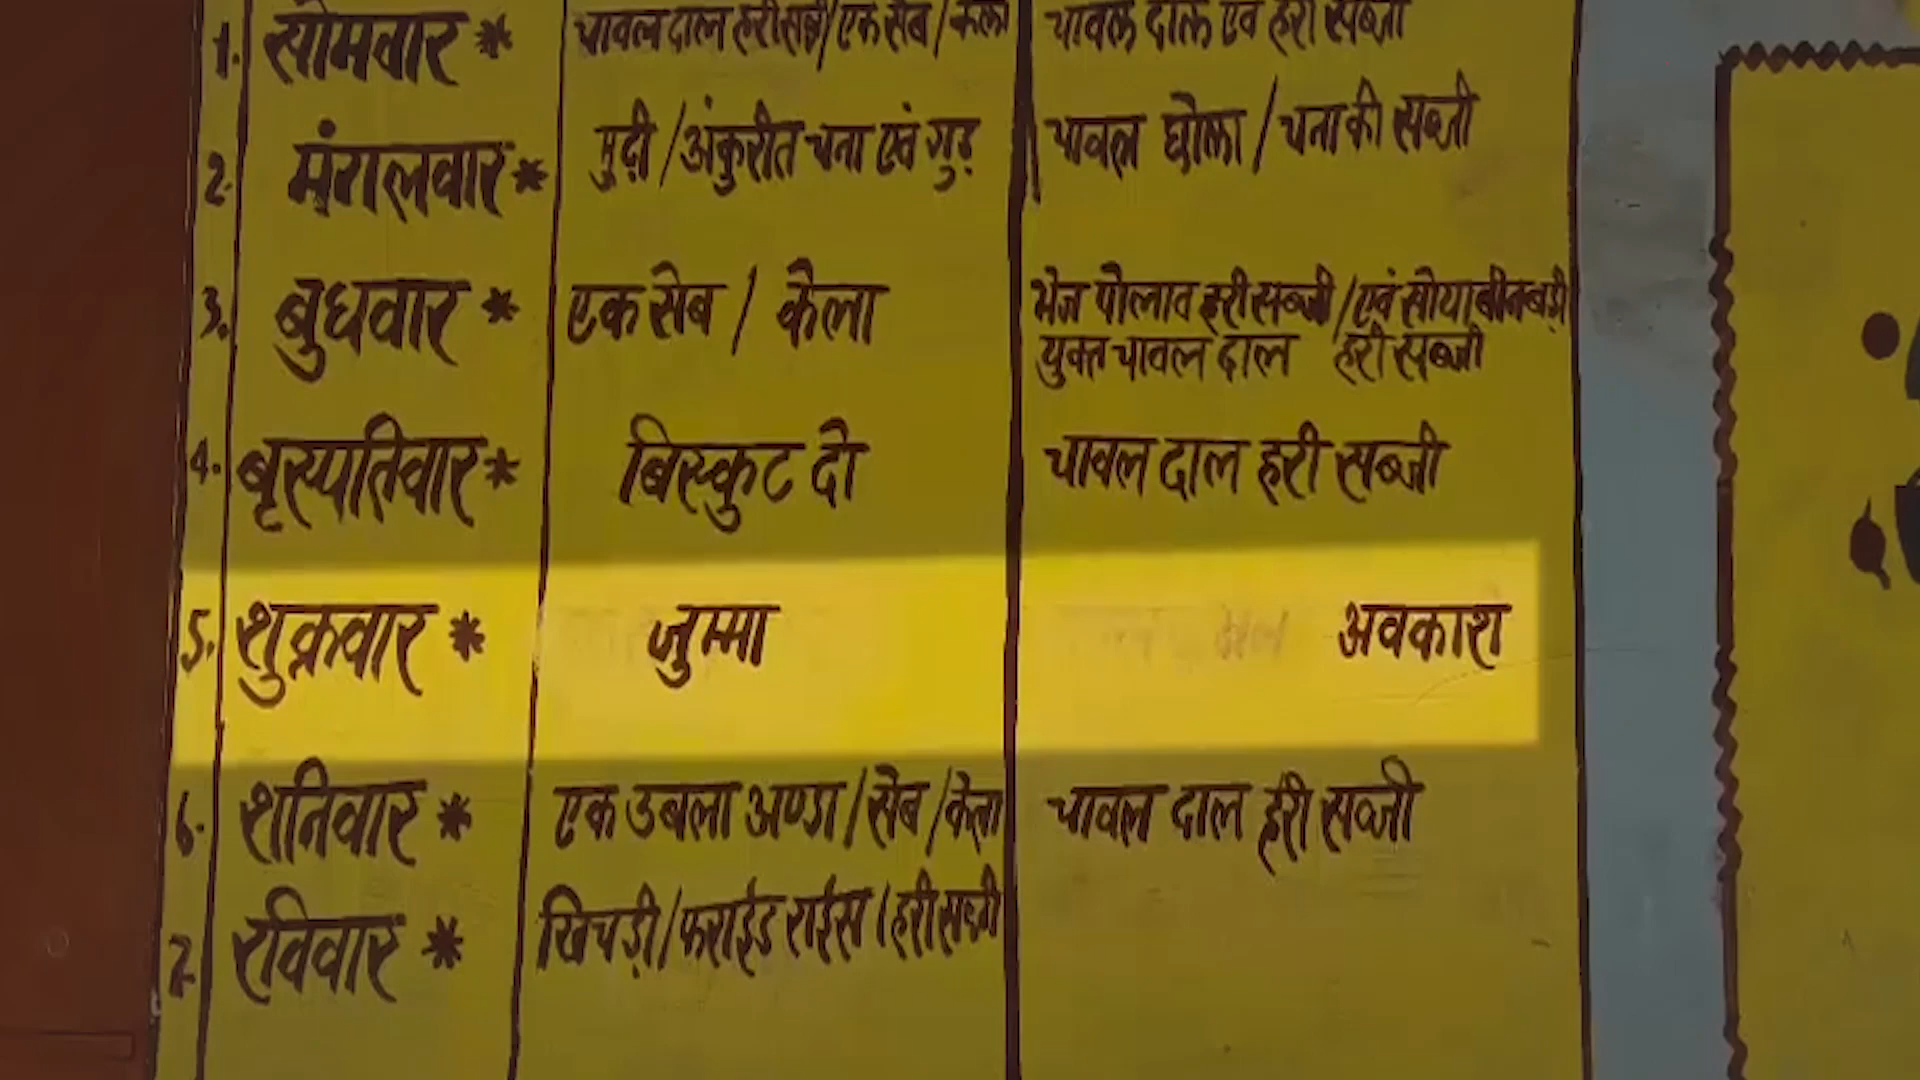 1. सोमवार * चावल दाल हरी सब्जी/एक सेब/केला चावल दाल एवं हरी सब्जी
2. मंगलवार * मुढ़ी/अंकुरीत चना एवं गुड़ चावल छोला/चना की सब्जी
3. बुधवार * एक सेब / केला भेज पोलाव हरी सब्जी/एवं सोयाबीन बड़ी
युक्त चावल दाल हरी सब्जी
4. बृस्पतिवार * बिस्कुट दो चावल दाल हरी सब्जी
5. शुक्रवार * जुम्मा अवकाश
6. शनिवार * एक उबला अण्डा/सेब/केला चावल दाल हरी सब्जी
7. रविवार * खिचड़ी/फराईड राईस/हरी सब्जी